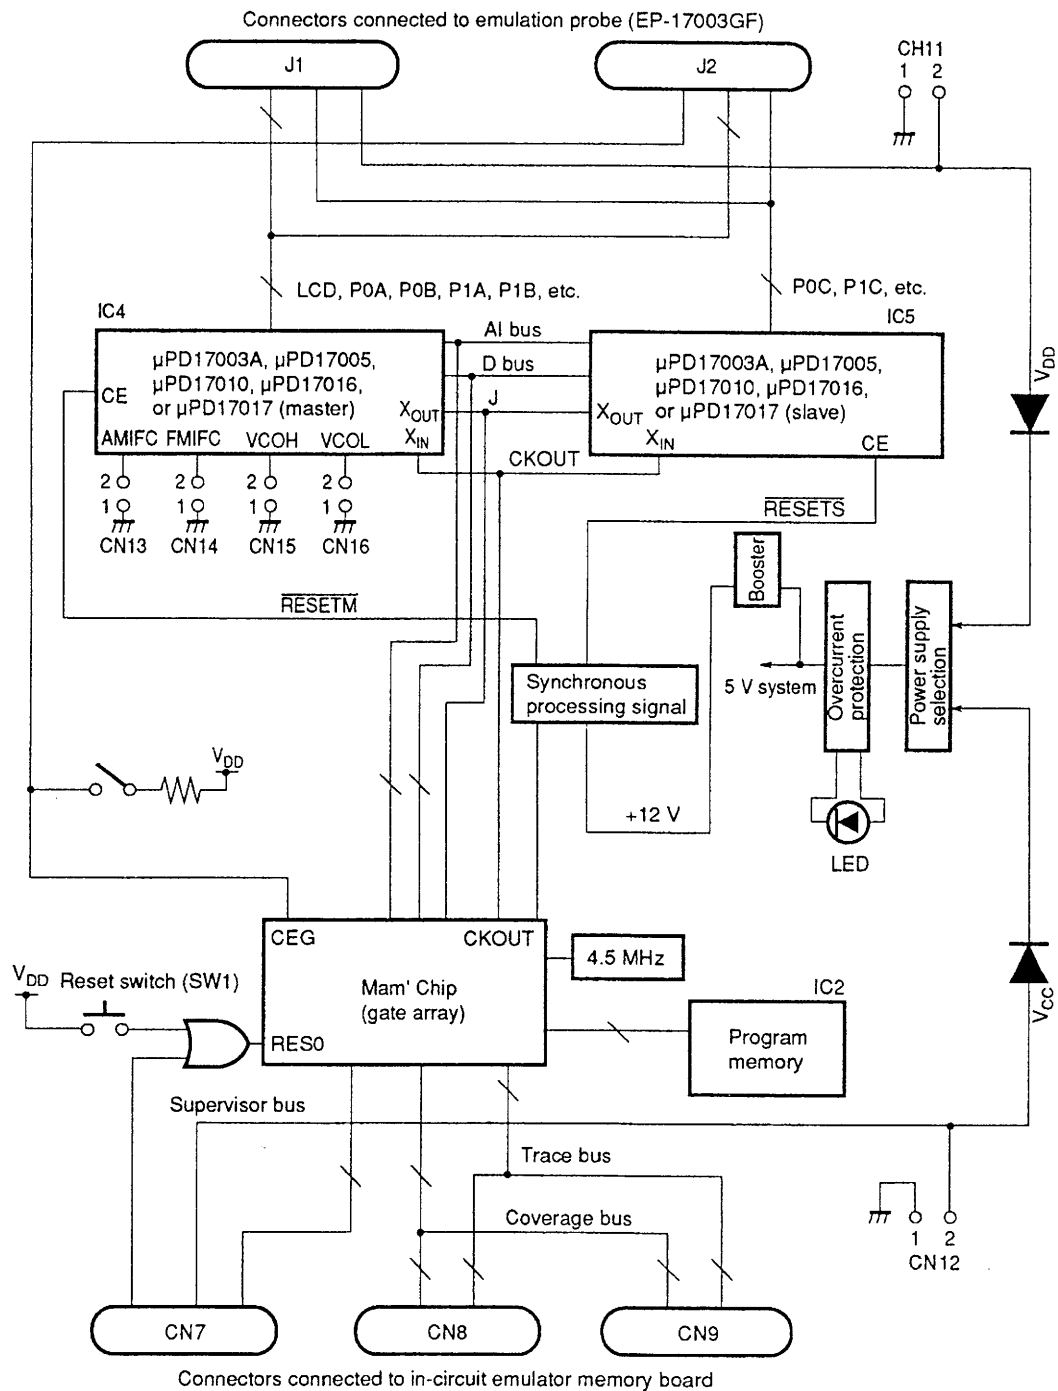 Connectors connected to emulation probe (EP-17003GF)
J1
J2
CH11
1 2
LCD, P0A, P0B, P1A, P1B, etc.
P0C, P1C, etc.
IC4
IC5
AI bus
µPD17003A, µPD17005,
µPD17010, µPD17016,
or µPD17017 (master)
CE
D bus
J
XOUT
XIN
AMIFC FMIFC VCOH VCOL
µPD17003A, µPD17005,
µPD17010, µPD17016,
or µPD17017 (slave)
XOUT
XIN
CE
VDD
CKOUT
2 2 2 2
1 1 1 1
CN13 CN14 CN15 CN16
RESETS
RESETM
Booster
Overcurrent
protection
Power supply
selection
5 V system
Synchronous
processing signal
VDD
+12 V
LED
CEG
CKOUT
4.5 MHz
Mam' Chip
(gate array)
RES0
VDD
Reset switch (SW1)
IC2
Program
memory
VCC
Supervisor bus
Trace bus
Coverage bus
1 2
CN12
CN7
CN8
CN9
Connectors connected to in-circuit emulator memory board